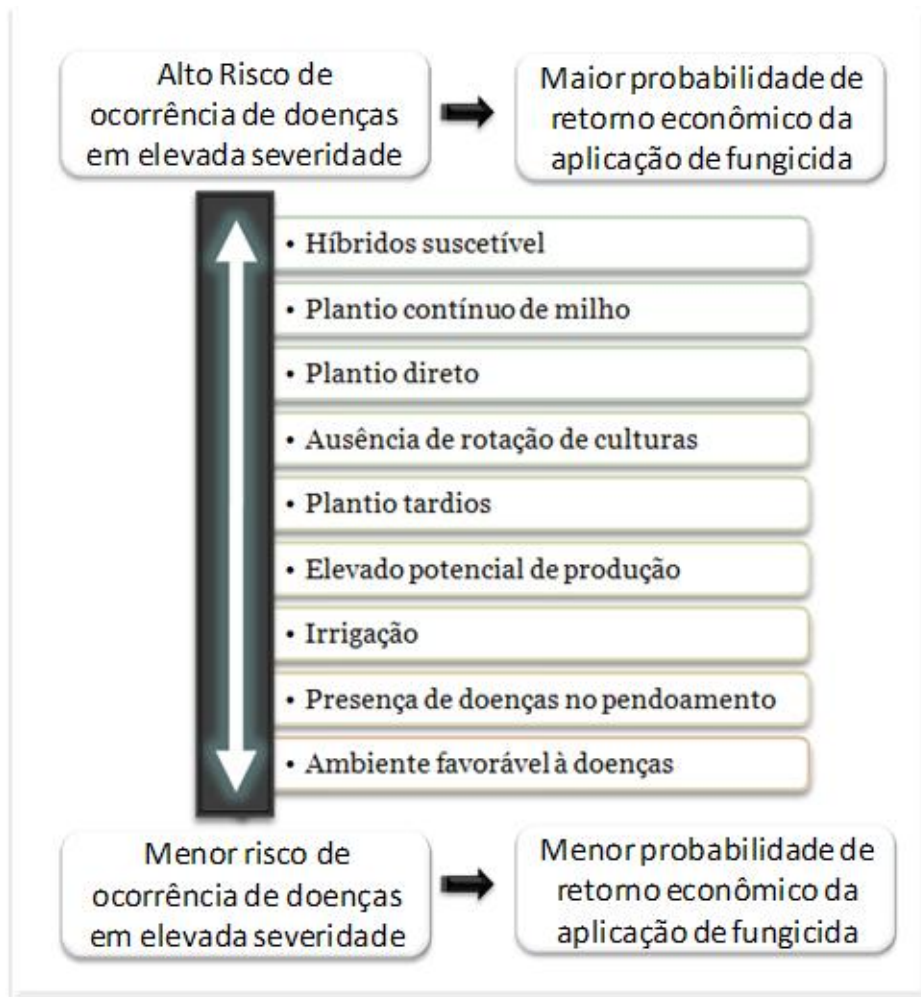 Alto Risco de
ocorrência de doenças
em elevada severidade
Maior probabilidade de
retorno econômico da
aplicação de fungicida
• Híbridos suscetível
• Plantio contínuo de milho
• Plantio direto
• Ausência de rotação de culturas
• Plantio tardios
• Elevado potencial de produção
• Irrigação
• Presença de doenças no pendoamento
• Ambiente favorável à doenças
Menor risco de
ocorrência de doenças
em elevada severidade
Menor probabilidade de
retorno econômico da
aplicação de fungicida